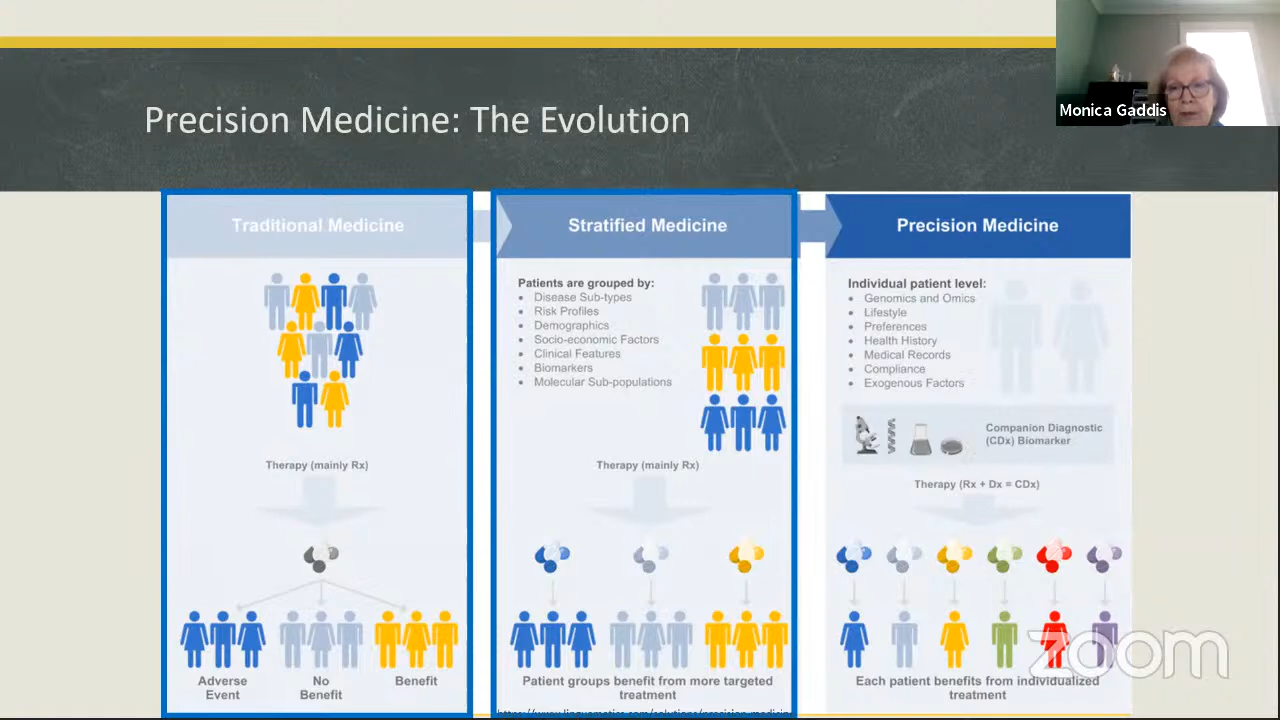 Precision Medicine: The Evolution
Monica Gaddis
Traditional Medicine
Therapy (mainly Rx)
Adverse
Event
No
Benefit
Benefit
Stratified Medicine
Patients are grouped by:
• Disease Sub-types
• Risk Profiles
• Demographics
• Socio-economic Factors
• Clinical Features
• Biomarkers
• Molecular Sub-populations
Therapy (mainly Rx)
Patient groups benefit from more targeted
treatment
Precision Medicine
Individual patient level:
• Genomics and Omics
• Lifestyle
• Preferences
• Health History
• Medical Records
• Compliance
• Exogenous Factors
Companion Diagnostic
(CDx) Biomarker
Therapy (Rx + Dx = CDx)
Each patient benefits from individualized
treatment
zoom